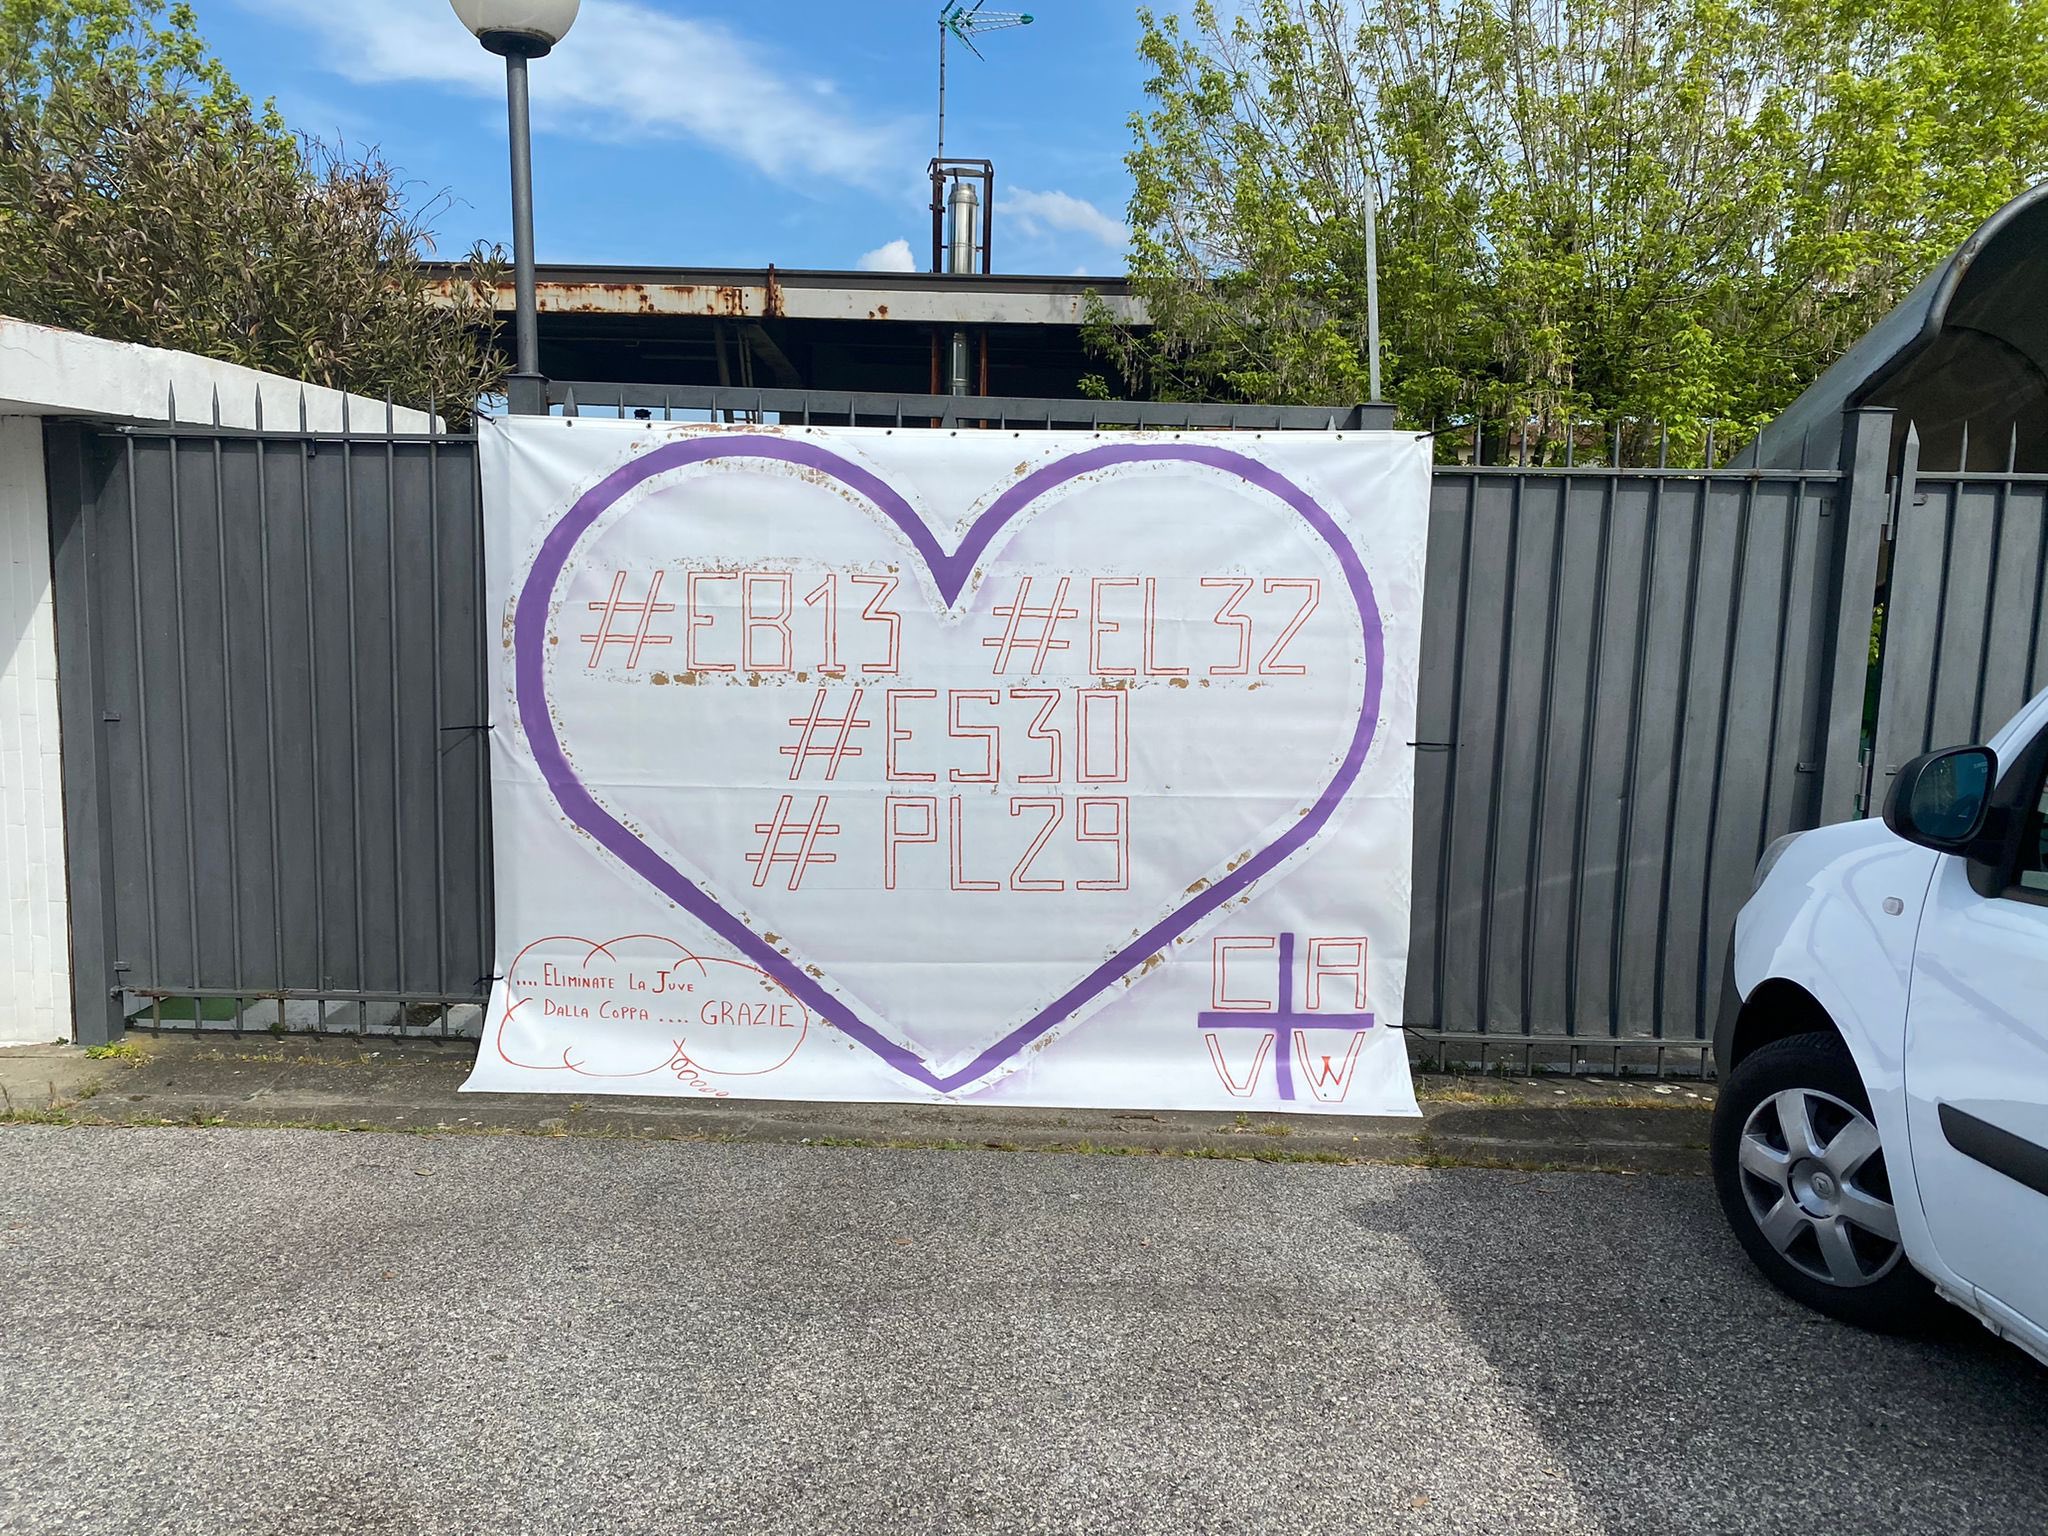 #EB13 #EL32
#ES30
# PL29
.... ELIMINATE LA JUVE
DALLA COPPA .... GRAZIE
C A
V W